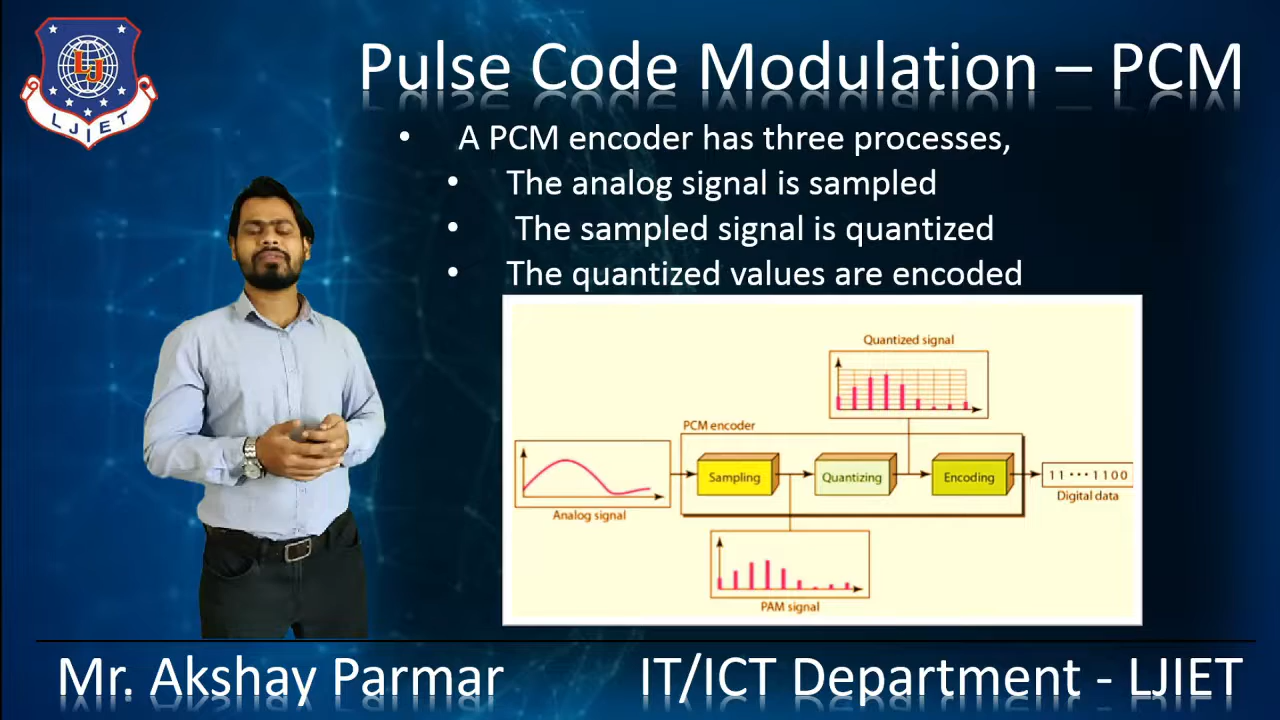 LJ
LJIET
Pulse Code Modulation – PCM
• A PCM encoder has three processes,
• The analog signal is sampled
• The sampled signal is quantized
• The quantized values are encoded
Quantized signal
PCM encoder
Sampling
Quantizing
Encoding
11···1100
Digital data
Analog signal
PAM signal
Mr. Akshay Parmar
IT/ICT Department - LJIET